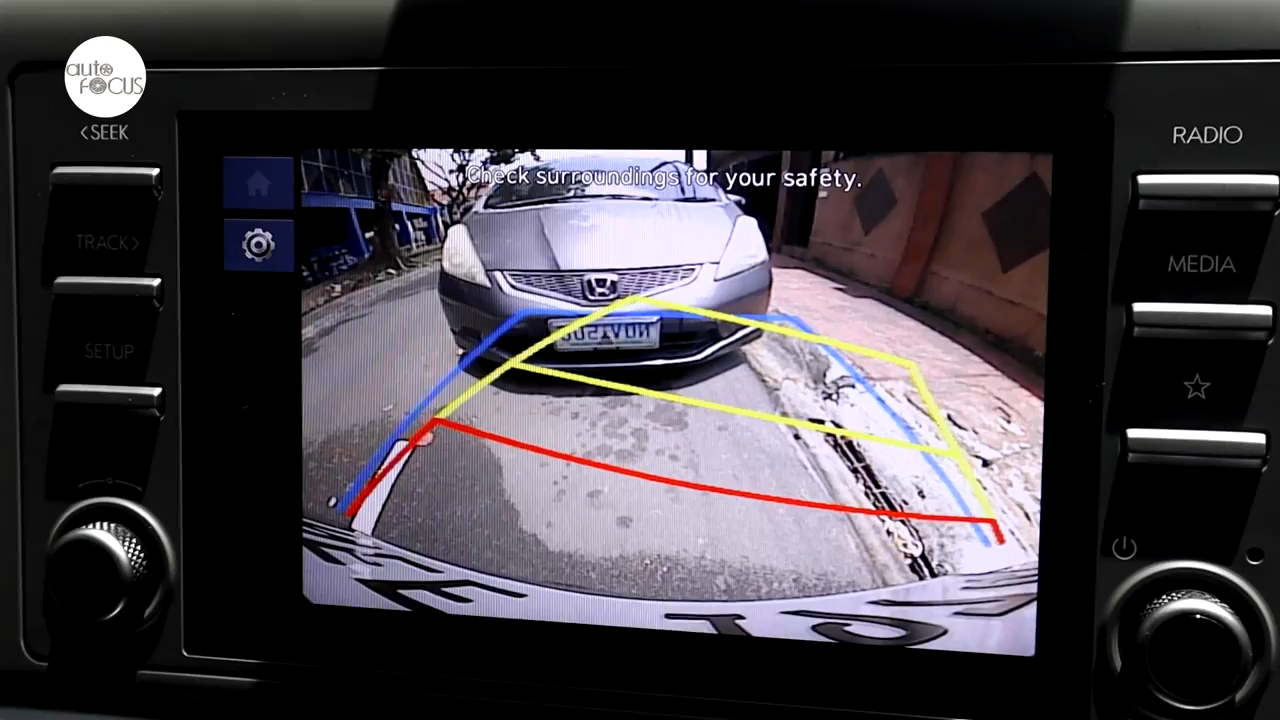 auto
FOCUS
<SEEK
RADIO
Check surroundings for your safety.
TRACK>
MEDIA
SETUP